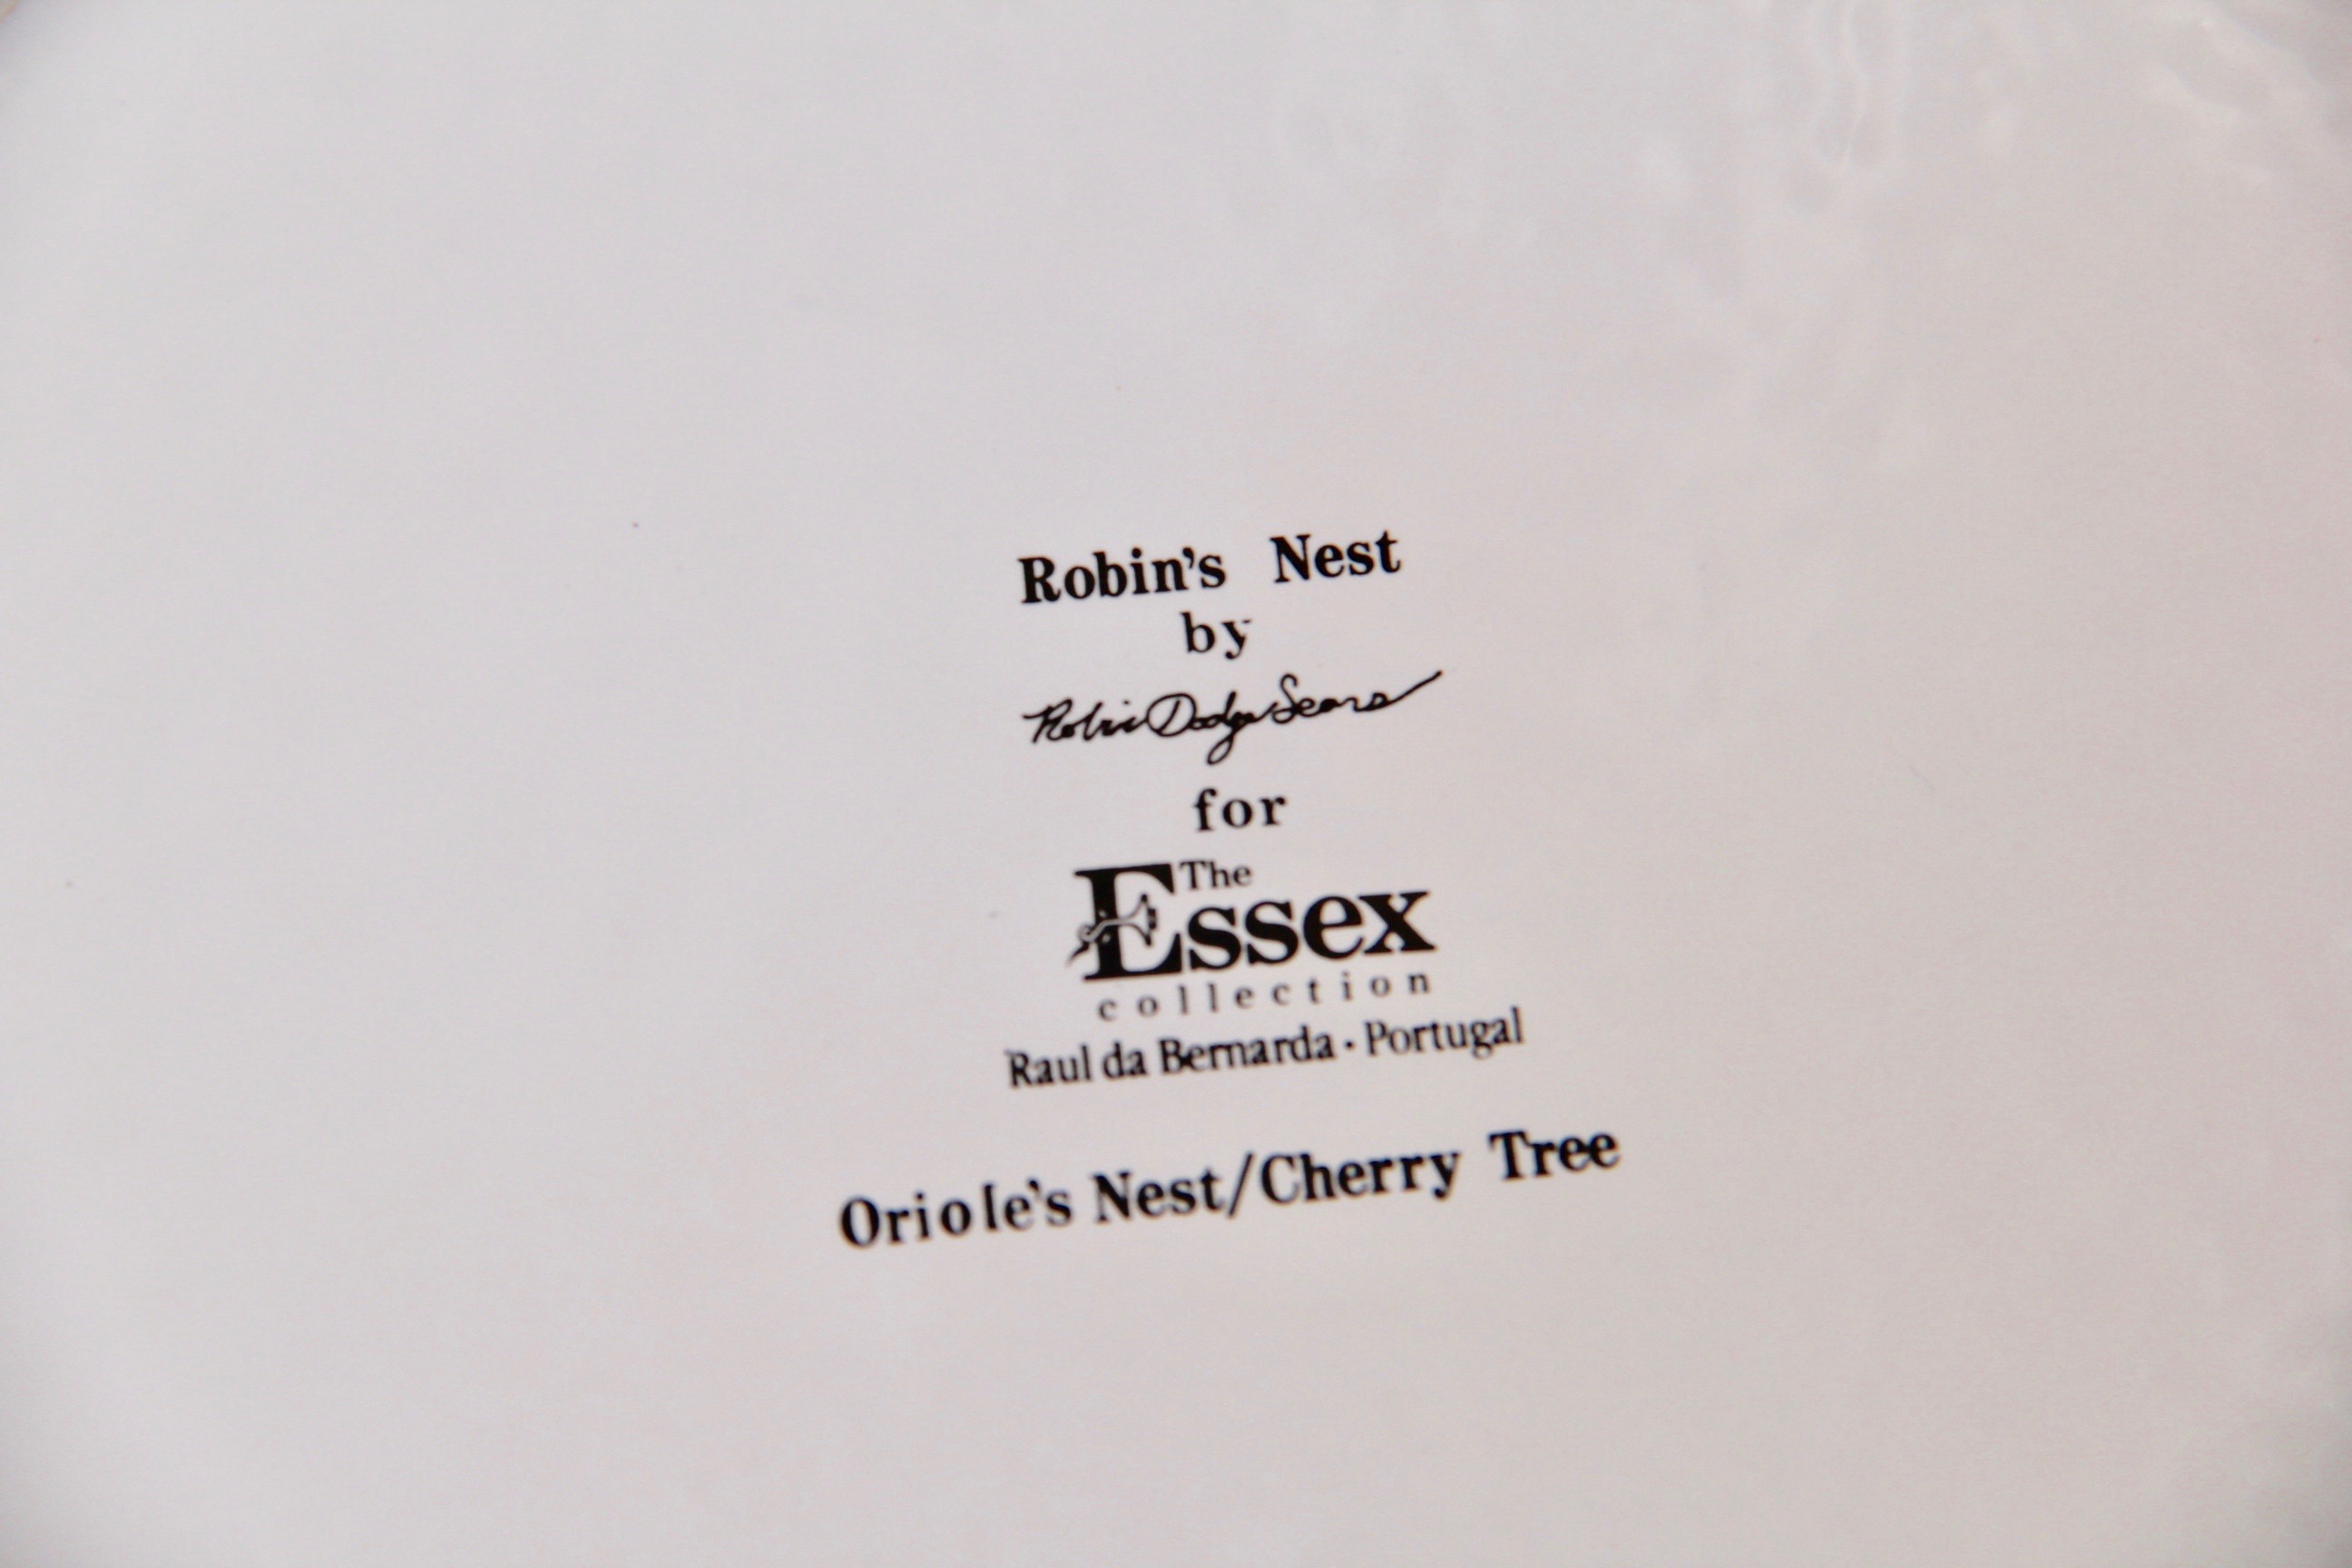 Robin's Nest
by
Robin Dodge Sears
for
The
Essex
collection
Raul da Bernarda · Portugal
Oriole's Nest/Cherry Tree